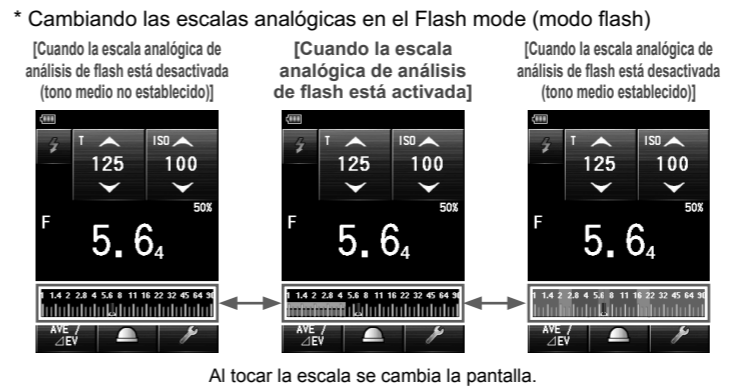 * Cambiando las escalas analógicas en el Flash mode (modo flash)
[Cuando la escala analógica de
análisis de flash está desactivada
(tono medio no establecido)]
[Cuando la escala
analógica de análisis
de flash está activada]
[Cuando la escala analógica de
análisis de flash está desactivada
(tono medio establecido)]
T ISO
125 100
50%
F 5.6 4
1 1.4 2 2.8 4 5.6 8 11 16 22 32 45 64 90
AVE / ⊿EV
T ISO
125 100
50%
F 5.6 4
1 1.4 2 2.8 4 5.6 8 11 16 22 32 45 64 90
AVE / ⊿EV
T ISO
125 100
50%
F 5.6 4
1 1.4 2 2.8 4 5.6 8 11 16 22 32 45 64 90
AVE / ⊿EV
Al tocar la escala se cambia la pantalla.